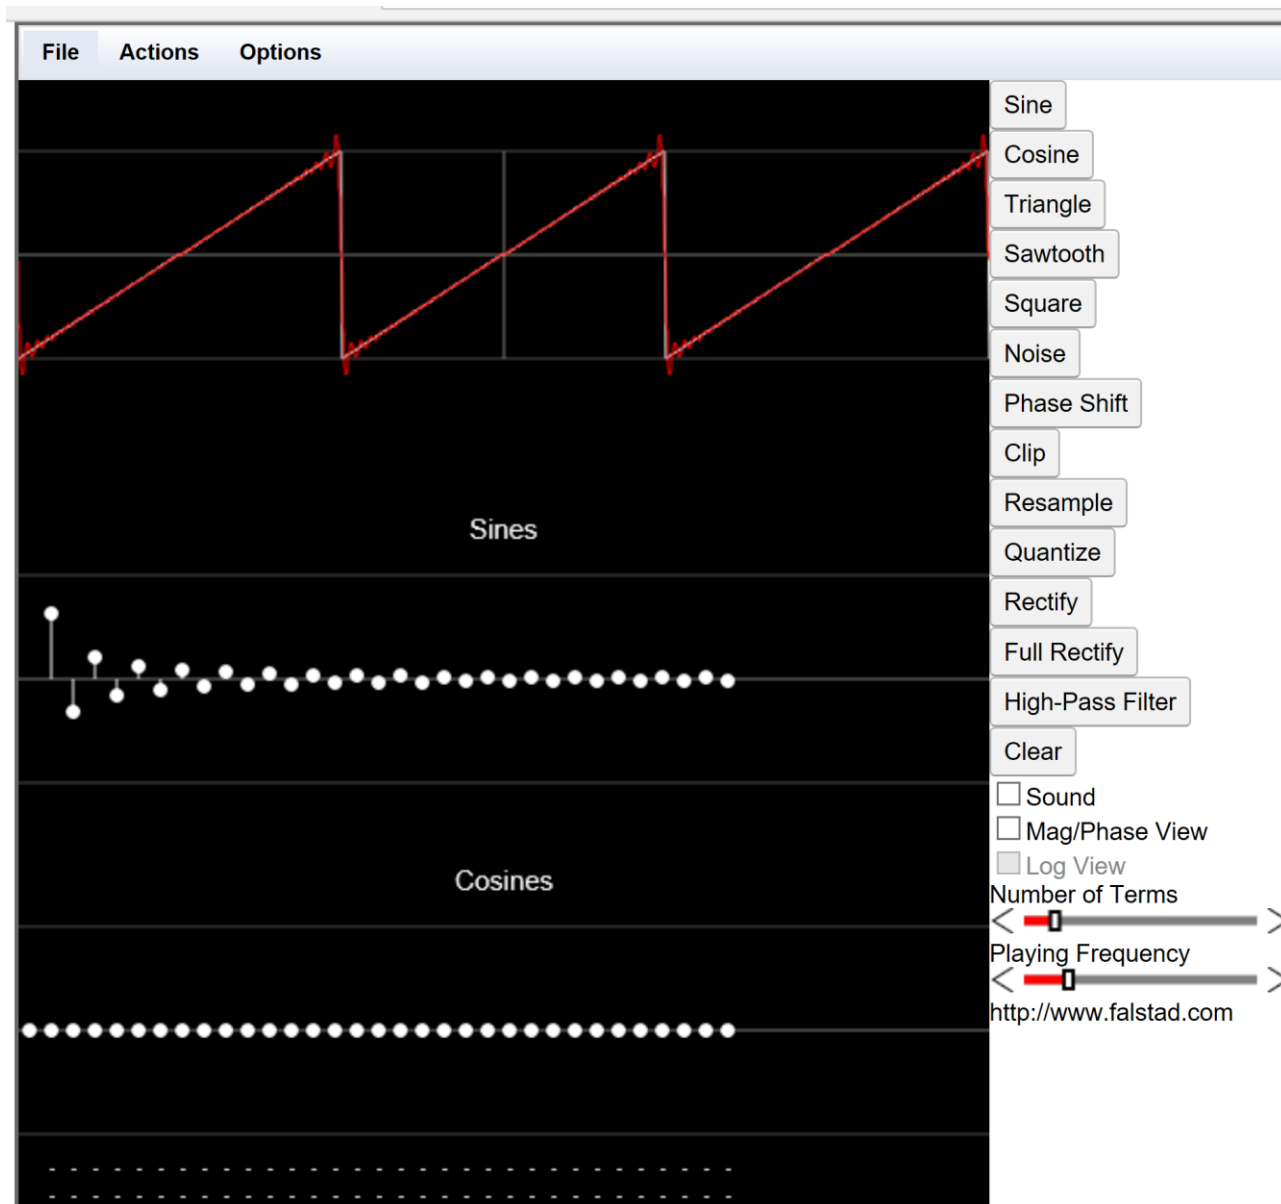 File Actions Options
Sine
Cosine
Triangle
Sawtooth
Square
Noise
Phase Shift
Clip
Resample
Quantize
Rectify
Full Rectify
High-Pass Filter
Clear
Sound
Mag/Phase View
Log View
Number of Terms
Playing Frequency
http://www.falstad.com
Sines
Cosines